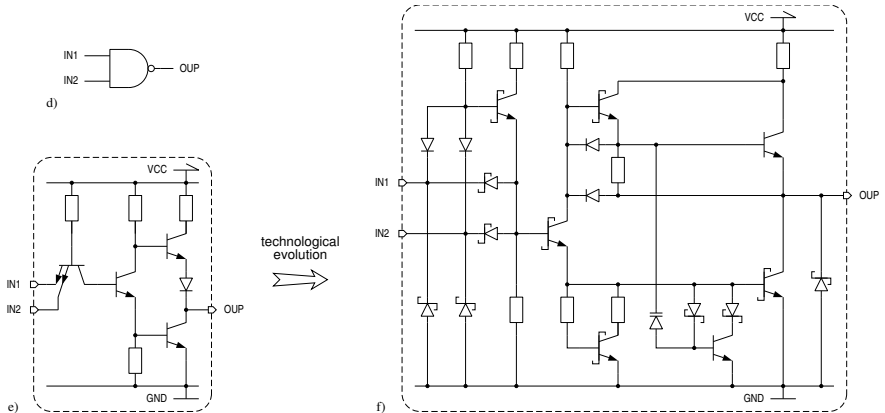 IN1
OUP
IN2
d)
VCC
IN1
IN2
OUP
GND
e)
technological
evolution
VCC
IN1
OUP
IN2
GND
f)